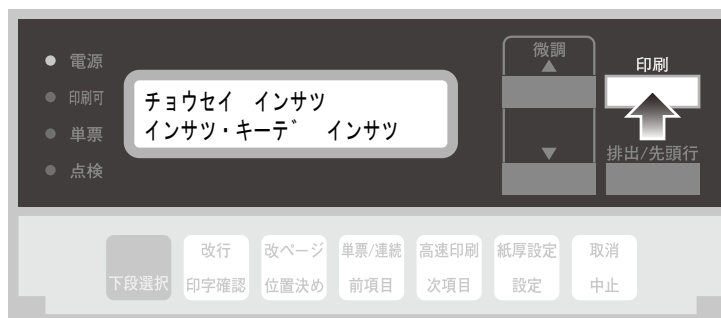 電源
印刷可
単票
点検
チョウセイ　インサツ
インサツ・キーデ　インサツ
微調
▲
▼
印刷
排出/先頭行
下段選択
改行
印字確認
改ページ
位置決め
単票/連続
前項目
高速印刷
次項目
紙厚設定
設定
取消
中止